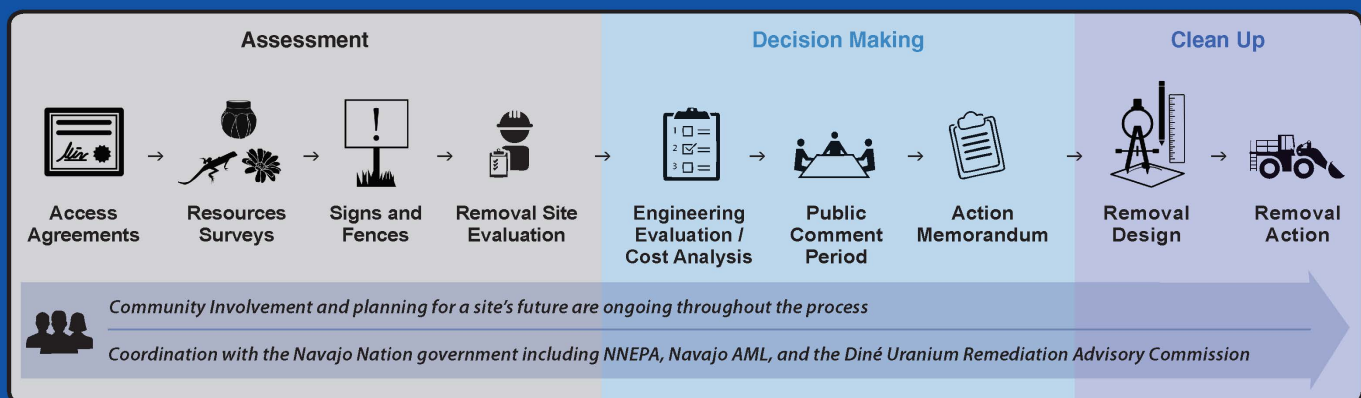 Assessment
Decision Making
Clean Up
!
1
2
3
Access
Agreements
Resources
Surveys
Signs and
Fences
Removal Site
Evaluation
Engineering
Evaluation /
Cost Analysis
Public
Comment
Period
Action
Memorandum
Removal
Design
Removal
Action
Community Involvement and planning for a site's future are ongoing throughout the process
Coordination with the Navajo Nation government including NNEPA, Navajo AML, and the Diné Uranium Remediation Advisory Commission